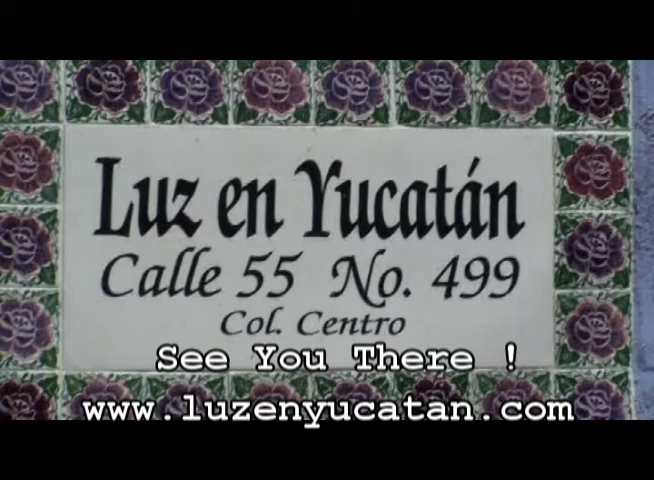 Luz en Yucatán
Calle 55 No. 499
Col. Centro
See You There !
www.luzenyucatan.com